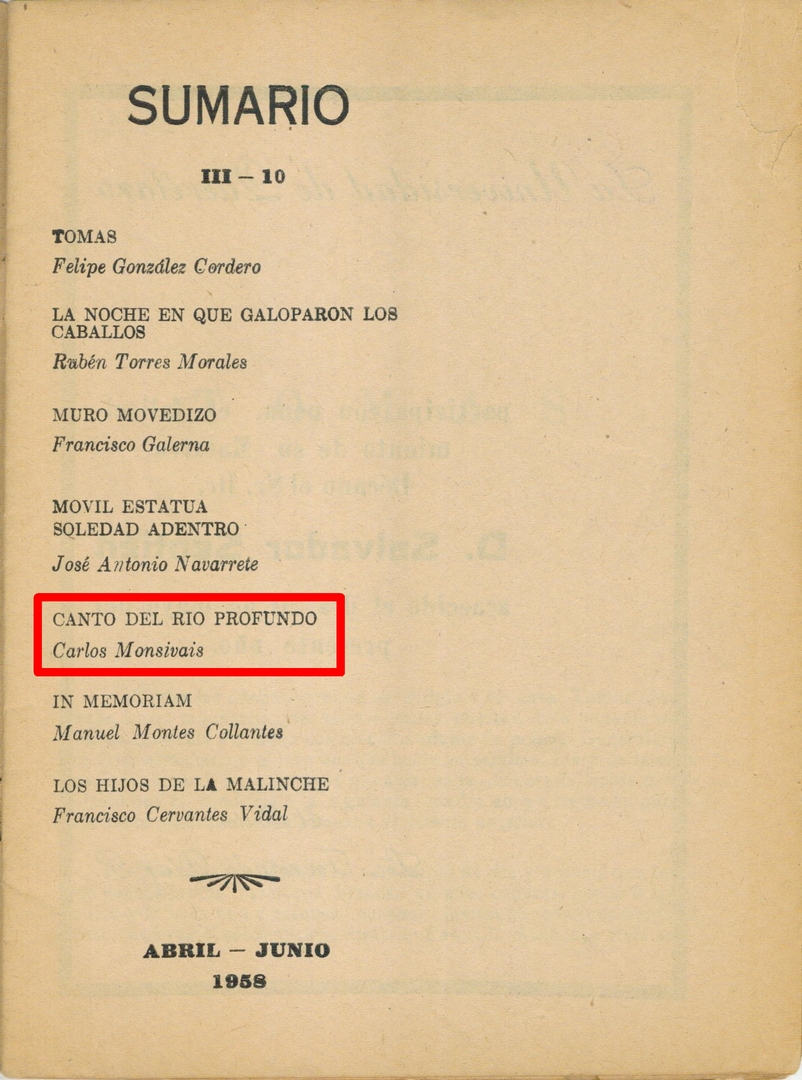 SUMARIO
III – 10
TOMAS
Felipe González Cordero
LA NOCHE EN QUE GALOPARON LOS
CABALLOS
Rubén Torres Morales
MURO MOVEDIZO
Francisco Galerna
MOVIL ESTATUA
SOLEDAD ADENTRO
José Antonio Navarrete
CANTO DEL RIO PROFUNDO
Carlos Monsivais
IN MEMORIAM
Manuel Montes Collantes
LOS HIJOS DE LA MALINCHE
Francisco Cervantes Vidal
ABRIL – JUNIO
1958